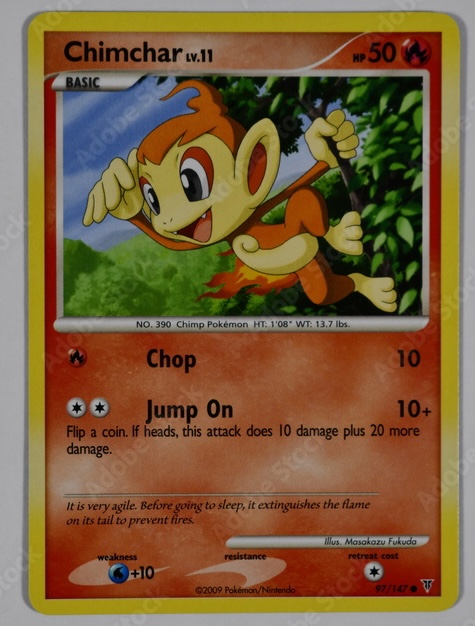 Chimchar LV.11 HP 50
BASIC
NO. 390 Chimp Pokémon HT: 1'08" WT: 13.7 lbs.
Chop 10
Jump On 10+
Flip a coin. If heads, this attack does 10 damage plus 20 more
damage.
It is very agile. Before going to sleep, it extinguishes the flame
on its tail to prevent fires.
Illus. Masakazu Fukuda
weakness resistance retreat cost
+10
97/147
©2009 Pokémon/Nintendo
Adobe Stock